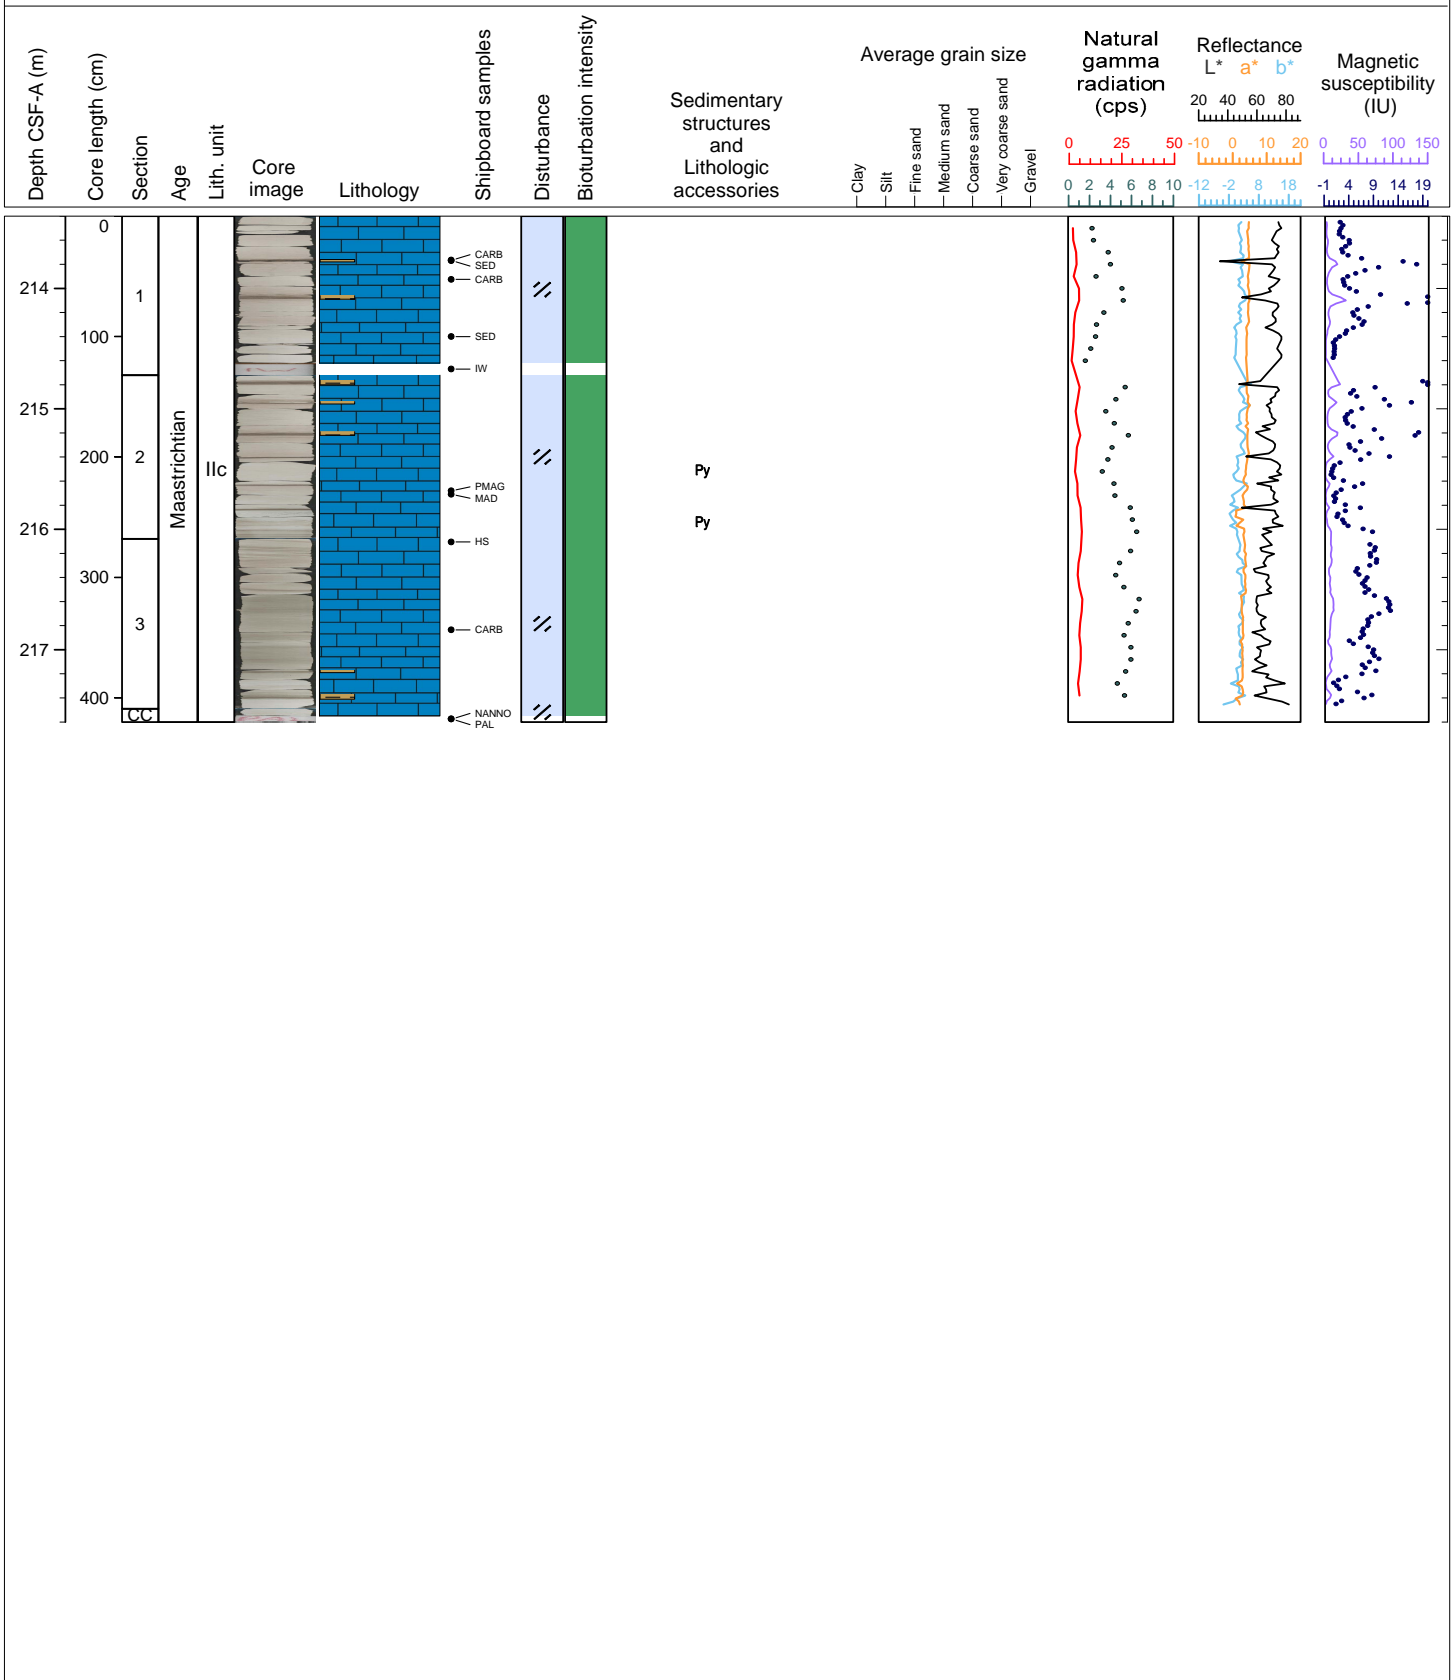 Depth CSF-A (m)
Core length (cm)
Section
Age
Lith. unit
Core
image
Lithology
Shipboard samples
Disturbance
Bioturbation intensity
Sedimentary
structures
and
Lithologic
accessories
Average grain size
Clay
Silt
Fine sand
Medium sand
Coarse sand
Very coarse sand
Gravel
Natural
gamma
radiation
(cps)
0 25 50
0 2 4 6 8 10
Reflectance
L* a* b*
20 40 60 80
-10 0 10 20
-12 -2 8 18
Magnetic
susceptibility
(IU)
0 50 100 150
-1 4 9 14 19
0
CARB
SED
CARB
214
1
100
SED
IW
215
Maastrichtian
200
2
IIc
Py
PMAG
MAD
216
Py
HS
300
3
CARB
217
400
CC
NANNO
PAL